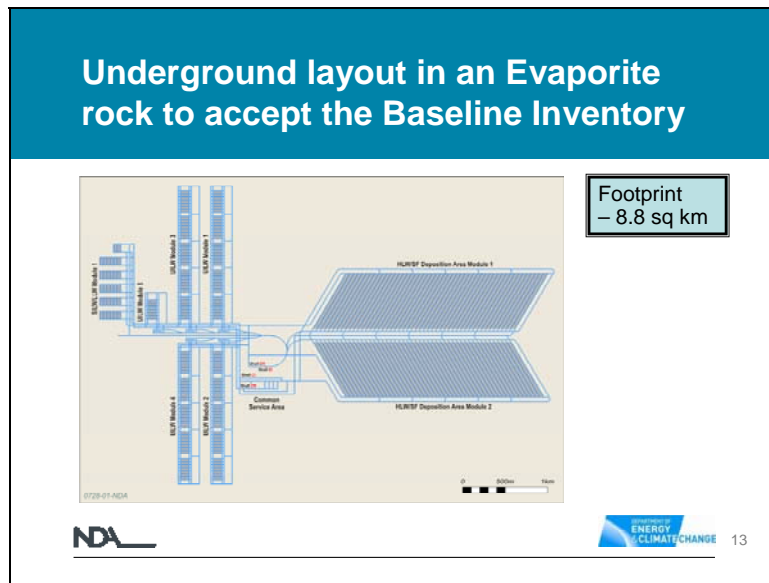 Underground layout in an Evaporite
rock to accept the Baseline Inventory
Footprint
– 8.8 sq km
HLW/SF Deposition Area Module 1
HLW/SF Deposition Area Module 2
Common
Service Area
0 500m 1km
0728-01-NDA
NDA
DEPARTMENT OF
ENERGY
& CLIMATE CHANGE
13